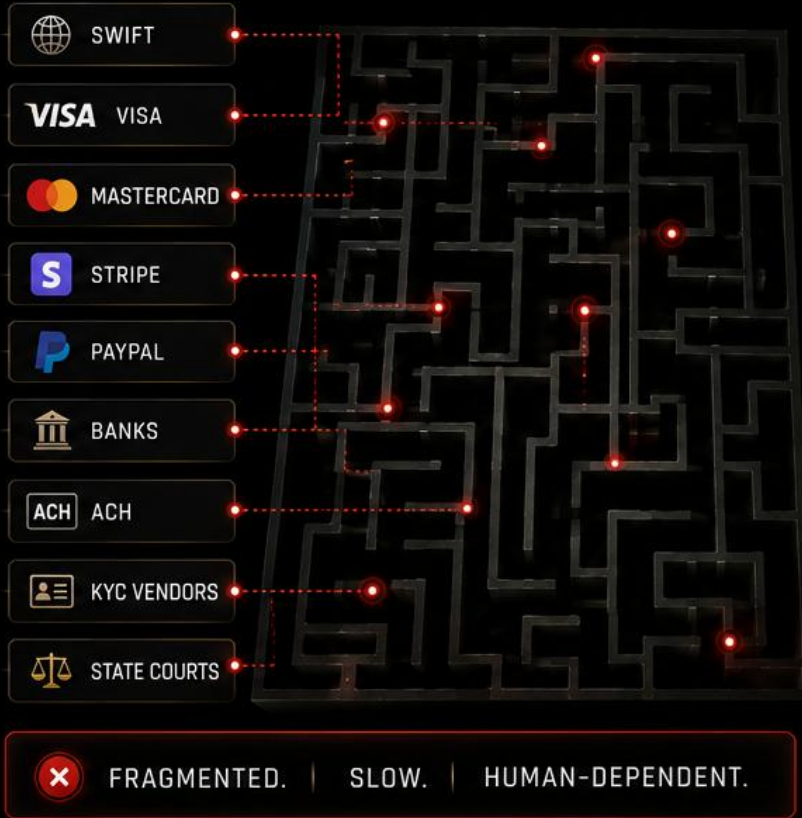 SWIFT
VISA VISA
MASTERCARD
S STRIPE
PAYPAL
BANKS
ACH ACH
KYC VENDORS
STATE COURTS
FRAGMENTED. SLOW. HUMAN-DEPENDENT.